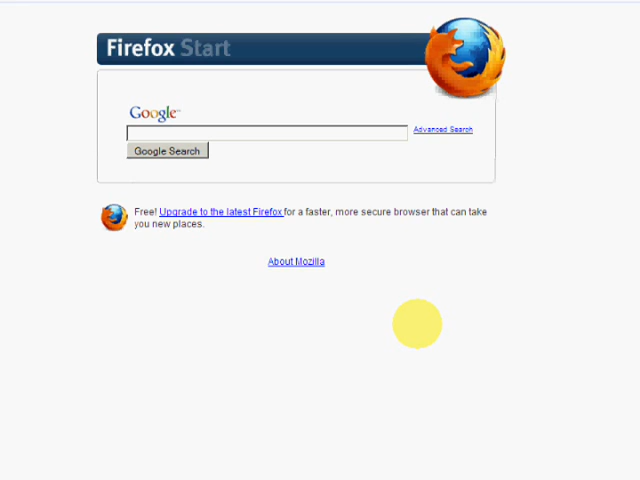 Firefox Start
Google™
Advanced Search
Google Search
Free! Upgrade to the latest Firefox for a faster, more secure browser that can take
you new places.
About Mozilla